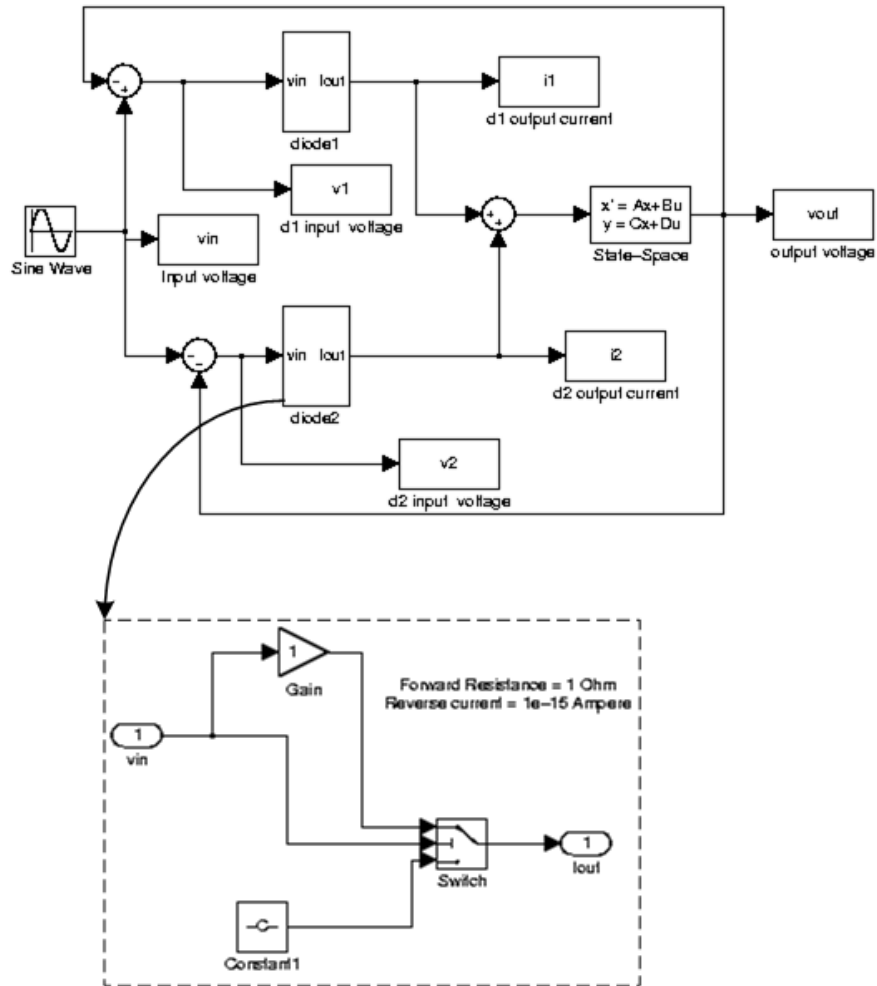 vin Iout
diode1
i1
d1 output current
v1
d1 input voltage
Sine Wave
vin
Input voltage
x' = Ax+Bu
y = Cx+Du
State–Space
vout
output voltage
vin Iout
diode2
i2
d2 output current
v2
d2 input voltage
1
Gain
Forward Resistance = 1 Ohm
Reverse current = 1e–15 Ampere
1
vin
Switch
1
Iout
-C-
Constant1